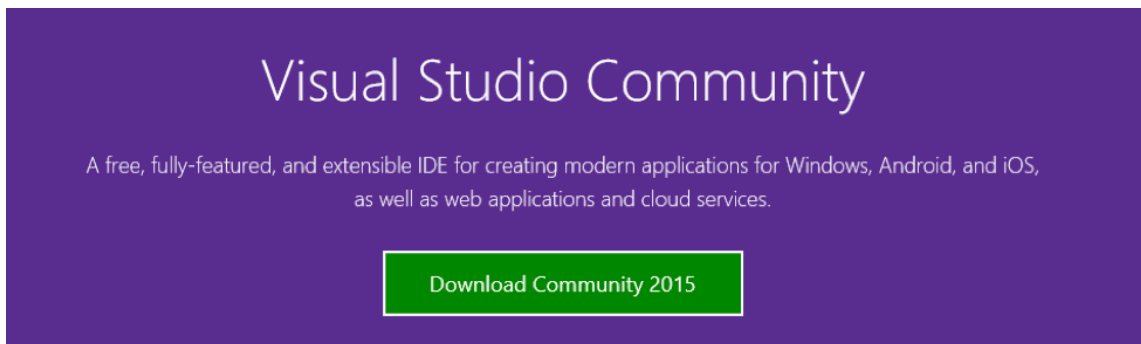 Visual Studio Community
A free, fully-featured, and extensible IDE for creating modern applications for Windows, Android, and iOS,
as well as web applications and cloud services.
Download Community 2015